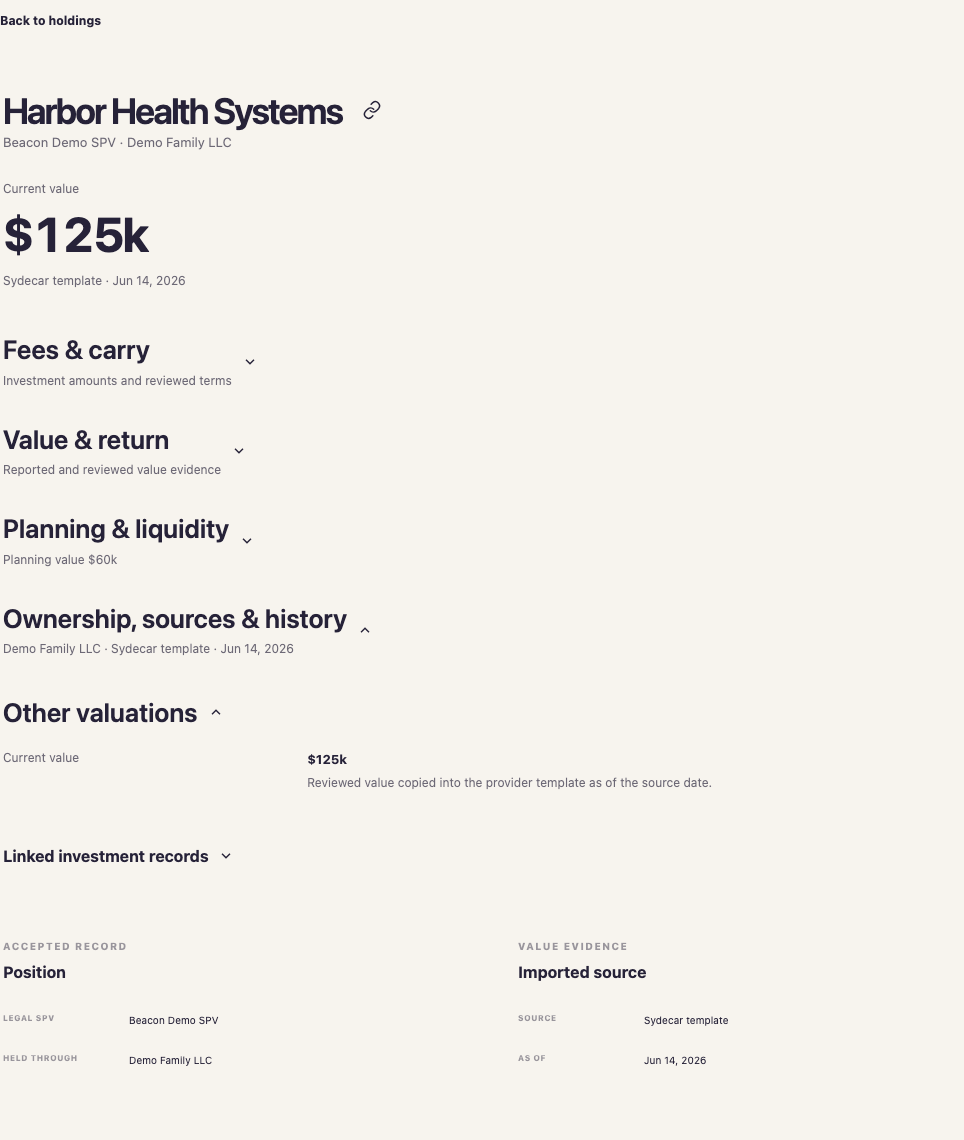 Back to holdings
Harbor Health Systems
Beacon Demo SPV · Demo Family LLC
Current value
$125k
Sydecar template · Jun 14, 2026
Fees & carry
Investment amounts and reviewed terms
Value & return
Reported and reviewed value evidence
Planning & liquidity
Planning value $60k
Ownership, sources & history
Demo Family LLC · Sydecar template · Jun 14, 2026
Other valuations
Current value
$125k
Reviewed value copied into the provider template as of the source date.
Linked investment records
ACCEPTED RECORD
Position
LEGAL SPV
Beacon Demo SPV
HELD THROUGH
Demo Family LLC
VALUE EVIDENCE
Imported source
SOURCE
Sydecar template
AS OF
Jun 14, 2026